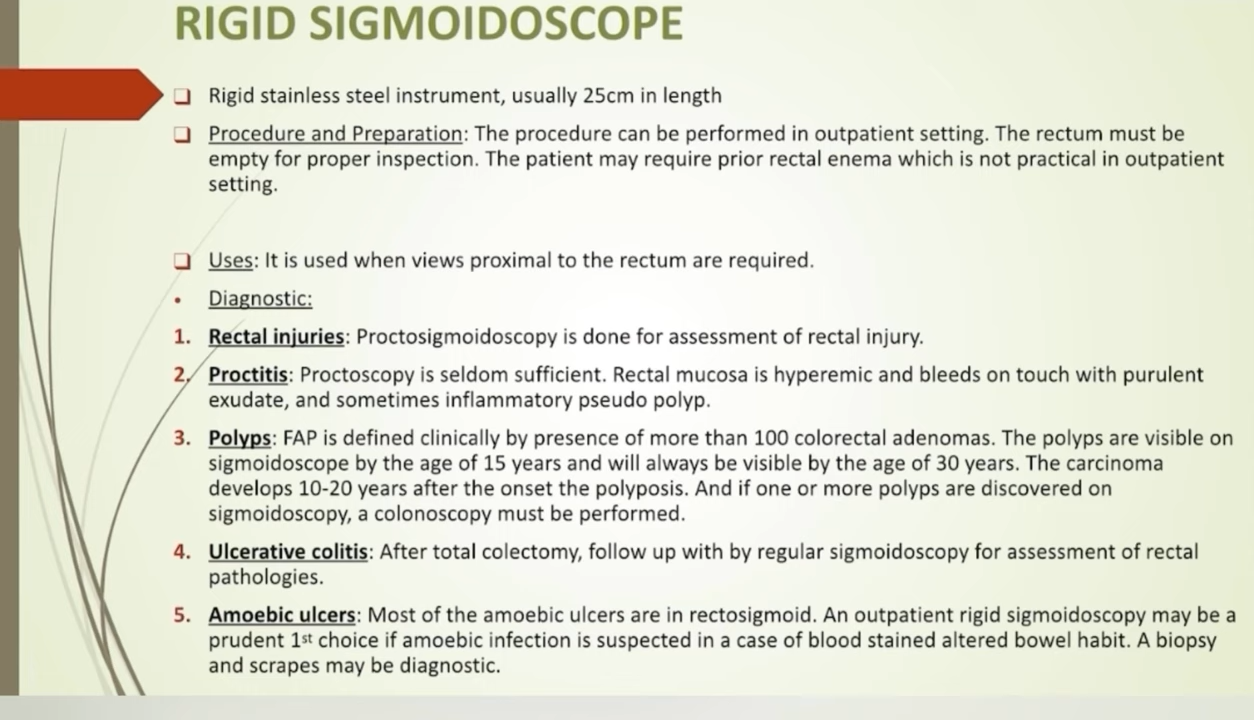 RIGID SIGMOIDOSCOPE
❑ Rigid stainless steel instrument, usually 25cm in length
❑ Procedure and Preparation: The procedure can be performed in outpatient setting. The rectum must be
empty for proper inspection. The patient may require prior rectal enema which is not practical in outpatient
setting.
❑ Uses: It is used when views proximal to the rectum are required.
• Diagnostic:
1. Rectal injuries: Proctosigmoidoscopy is done for assessment of rectal injury.
2. Proctitis: Proctoscopy is seldom sufficient. Rectal mucosa is hyperemic and bleeds on touch with purulent
exudate, and sometimes inflammatory pseudo polyp.
3. Polyps: FAP is defined clinically by presence of more than 100 colorectal adenomas. The polyps are visible on
sigmoidoscope by the age of 15 years and will always be visible by the age of 30 years. The carcinoma
develops 10-20 years after the onset the polyposis. And if one or more polyps are discovered on
sigmoidoscopy, a colonoscopy must be performed.
4. Ulcerative colitis: After total colectomy, follow up with by regular sigmoidoscopy for assessment of rectal
pathologies.
5. Amoebic ulcers: Most of the amoebic ulcers are in rectosigmoid. An outpatient rigid sigmoidoscopy may be a
prudent 1st choice if amoebic infection is suspected in a case of blood stained altered bowel habit. A biopsy
and scrapes may be diagnostic.